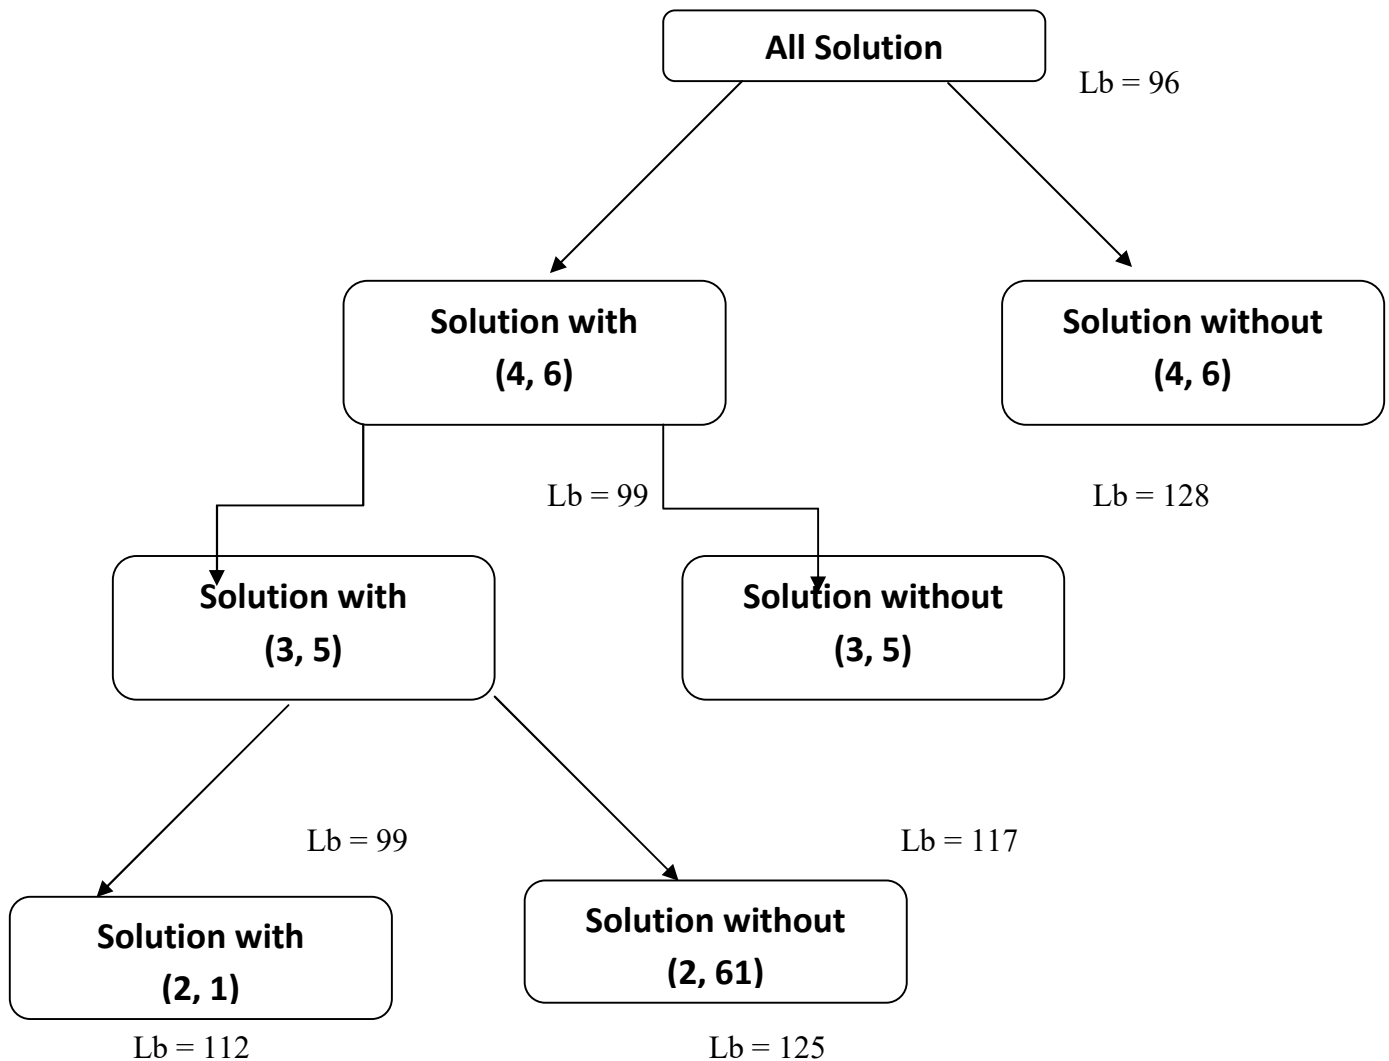 All Solution
Lb = 96
Solution with
(4, 6)
Solution without
(4, 6)
Lb = 99
Lb = 128
Solution with
(3, 5)
Solution without
(3, 5)
Lb = 99
Lb = 117
Solution with
(2, 1)
Solution without
(2, 61)
Lb = 112
Lb = 125